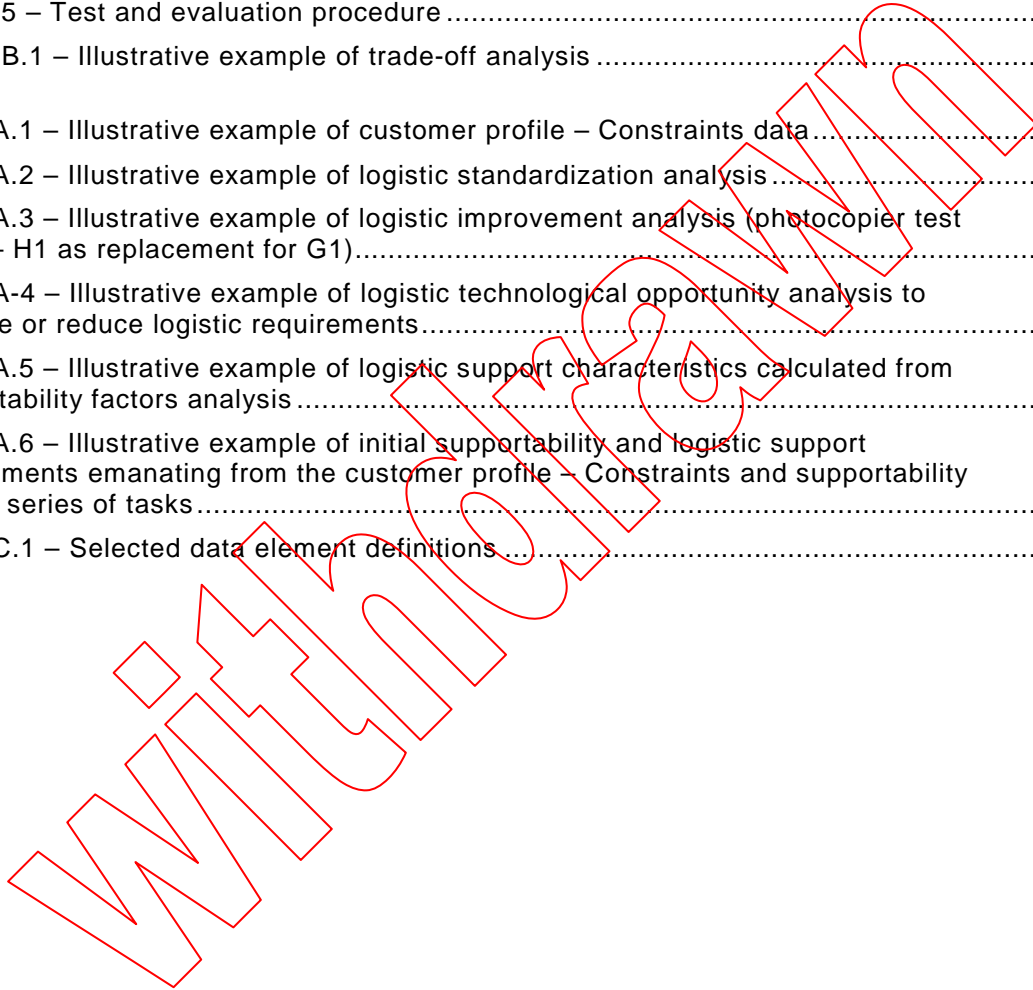 5 – Test and evaluation procedure ........................................................
B.1 – Illustrative example of trade-off analysis ........................................................
A.1 – Illustrative example of customer profile – Constraints data ........................................................
A.2 – Illustrative example of logistic standardization analysis ........................................................
A.3 – Illustrative example of logistic improvement analysis (photocopier test
- H1 as replacement for G1) ........................................................
A-4 – Illustrative example of logistic technological opportunity analysis to
e or reduce logistic requirements ........................................................
A.5 – Illustrative example of logistic support characteristics calculated from
tability factors analysis ........................................................
A.6 – Illustrative example of initial supportability and logistic support
ments emanating from the customer profile – Constraints and supportability
series of tasks ........................................................
C.1 – Selected data element definitions ........................................................
withdrawn